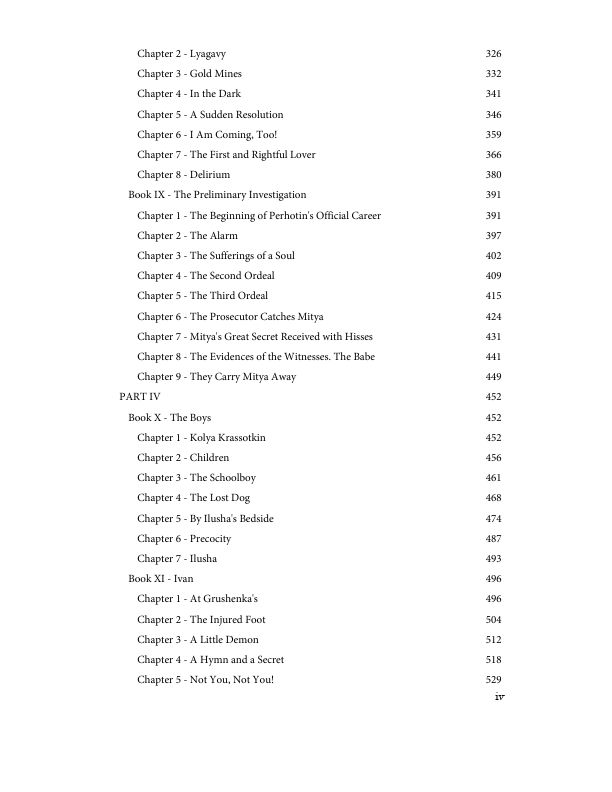 Chapter 2 - Lyagavy 326
Chapter 3 - Gold Mines 332
Chapter 4 - In the Dark 341
Chapter 5 - A Sudden Resolution 346
Chapter 6 - I Am Coming, Too! 359
Chapter 7 - The First and Rightful Lover 366
Chapter 8 - Delirium 380
Book IX - The Preliminary Investigation 391
Chapter 1 - The Beginning of Perhotin's Official Career 391
Chapter 2 - The Alarm 397
Chapter 3 - The Sufferings of a Soul 402
Chapter 4 - The Second Ordeal 409
Chapter 5 - The Third Ordeal 415
Chapter 6 - The Prosecutor Catches Mitya 424
Chapter 7 - Mitya's Great Secret Received with Hisses 431
Chapter 8 - The Evidences of the Witnesses. The Babe 441
Chapter 9 - They Carry Mitya Away 449
PART IV 452
Book X - The Boys 452
Chapter 1 - Kolya Krassotkin 452
Chapter 2 - Children 456
Chapter 3 - The Schoolboy 461
Chapter 4 - The Lost Dog 468
Chapter 5 - By Ilusha's Bedside 474
Chapter 6 - Precocity 487
Chapter 7 - Ilusha 493
Book XI - Ivan 496
Chapter 1 - At Grushenka's 496
Chapter 2 - The Injured Foot 504
Chapter 3 - A Little Demon 512
Chapter 4 - A Hymn and a Secret 518
Chapter 5 - Not You, Not You! 529
iv